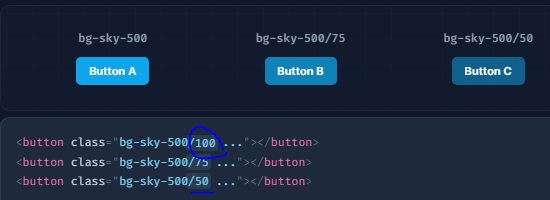 bg-sky-500 bg-sky-500/75 bg-sky-500/50
Button A Button B Button C
<button class="bg-sky-500/100 ..."></button>
<button class="bg-sky-500/75 ..."></button>
<button class="bg-sky-500/50 ..."></button>